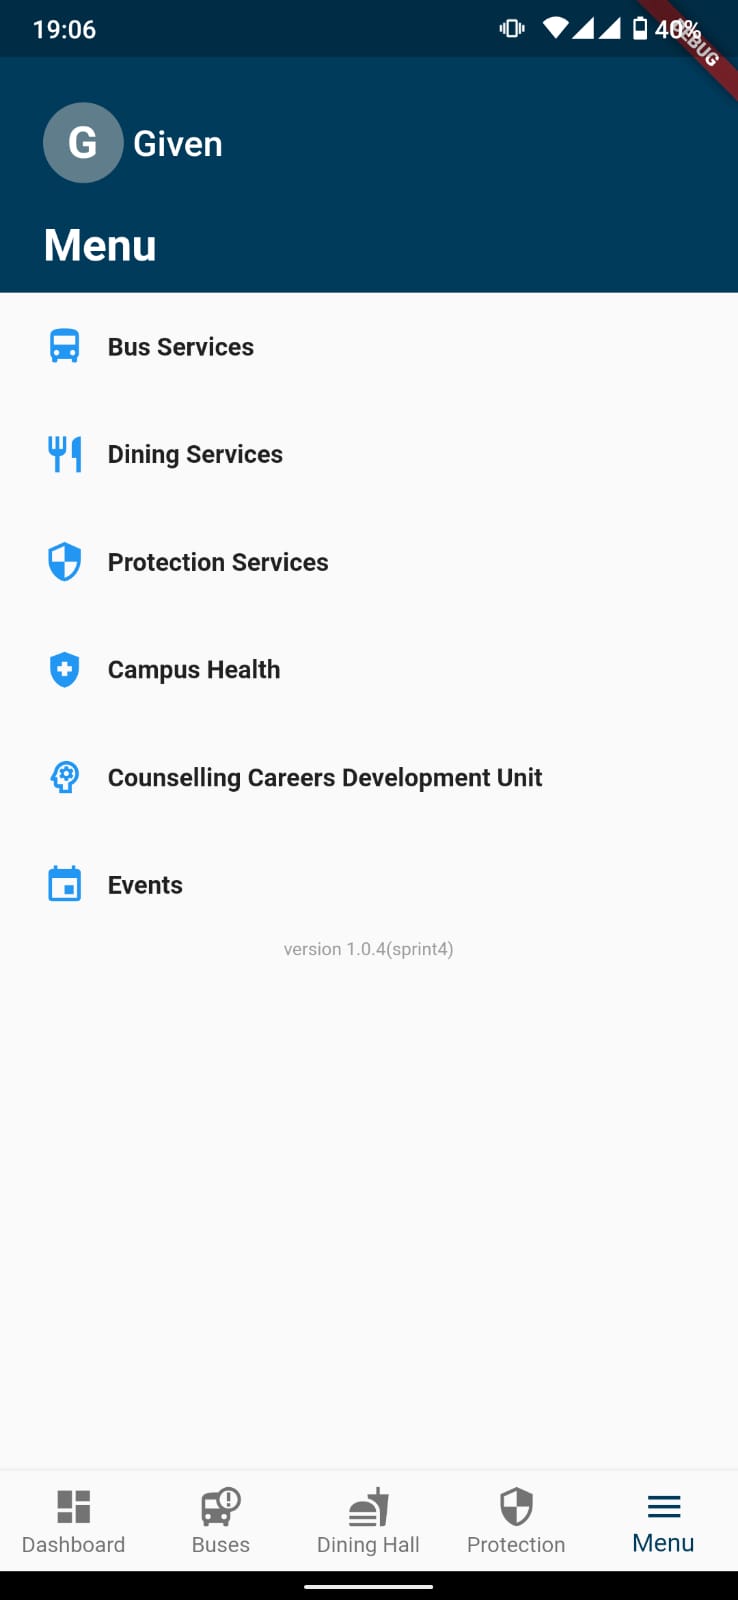 19:06
40%
DEBUG
G
Given
Menu
Bus Services
Dining Services
Protection Services
Campus Health
Counselling Careers Development Unit
Events
version 1.0.4(sprint4)
Dashboard
Buses
Dining Hall
Protection
Menu